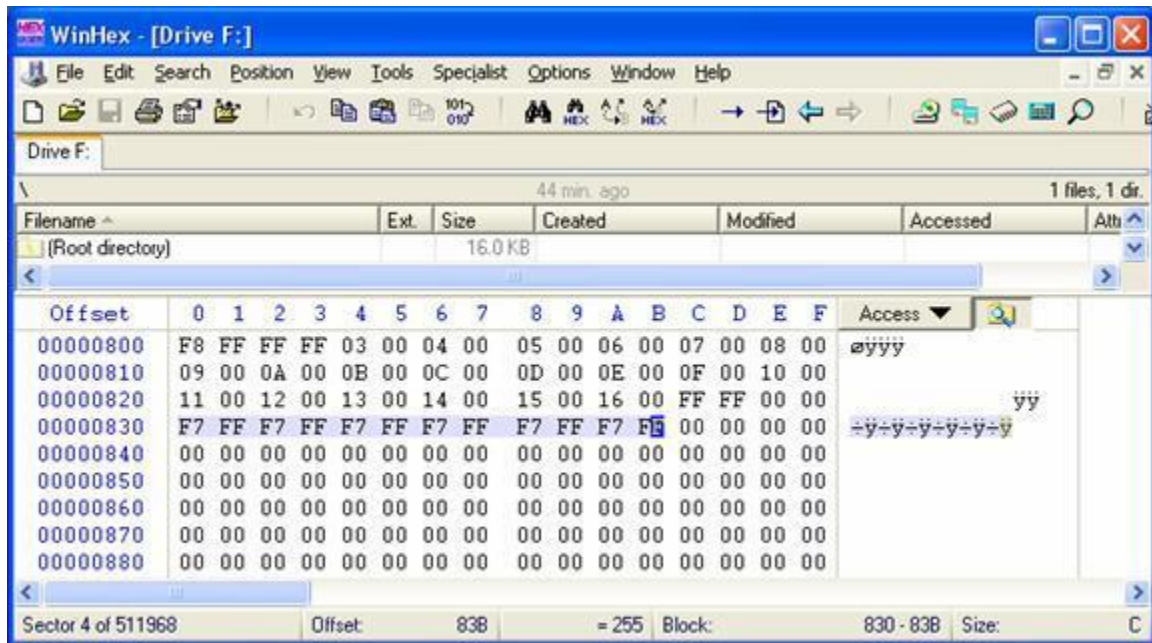 WinHex - [Drive F:]
File Edit Search Position View Tools Specialist Options Window Help
Drive F:
\ 44 min. ago 1 files, 1 dir.
Filename Ext. Size Created Modified Accessed Attr
(Root directory) 16.0 KB
Offset 0 1 2 3 4 5 6 7 8 9 A B C D E F Access
00000800 F8 FF FF FF 03 00 04 00 05 00 06 00 07 00 08 00 øÿÿÿ
00000810 09 00 0A 00 0B 00 0C 00 0D 00 0E 00 0F 00 10 00
00000820 11 00 12 00 13 00 14 00 15 00 16 00 FF FF 00 00 ÿÿ
00000830 F7 FF F7 FF F7 FF F7 FF F7 FF F7 FF 00 00 00 00 ÷ÿ÷ÿ÷ÿ÷ÿ÷ÿ÷ÿ
00000840 00 00 00 00 00 00 00 00 00 00 00 00 00 00 00 00
00000850 00 00 00 00 00 00 00 00 00 00 00 00 00 00 00 00
00000860 00 00 00 00 00 00 00 00 00 00 00 00 00 00 00 00
00000870 00 00 00 00 00 00 00 00 00 00 00 00 00 00 00 00
00000880 00 00 00 00 00 00 00 00 00 00 00 00 00 00 00 00
Sector 4 of 511968 Offset: 83B = 255 Block: 830 - 83B Size: C